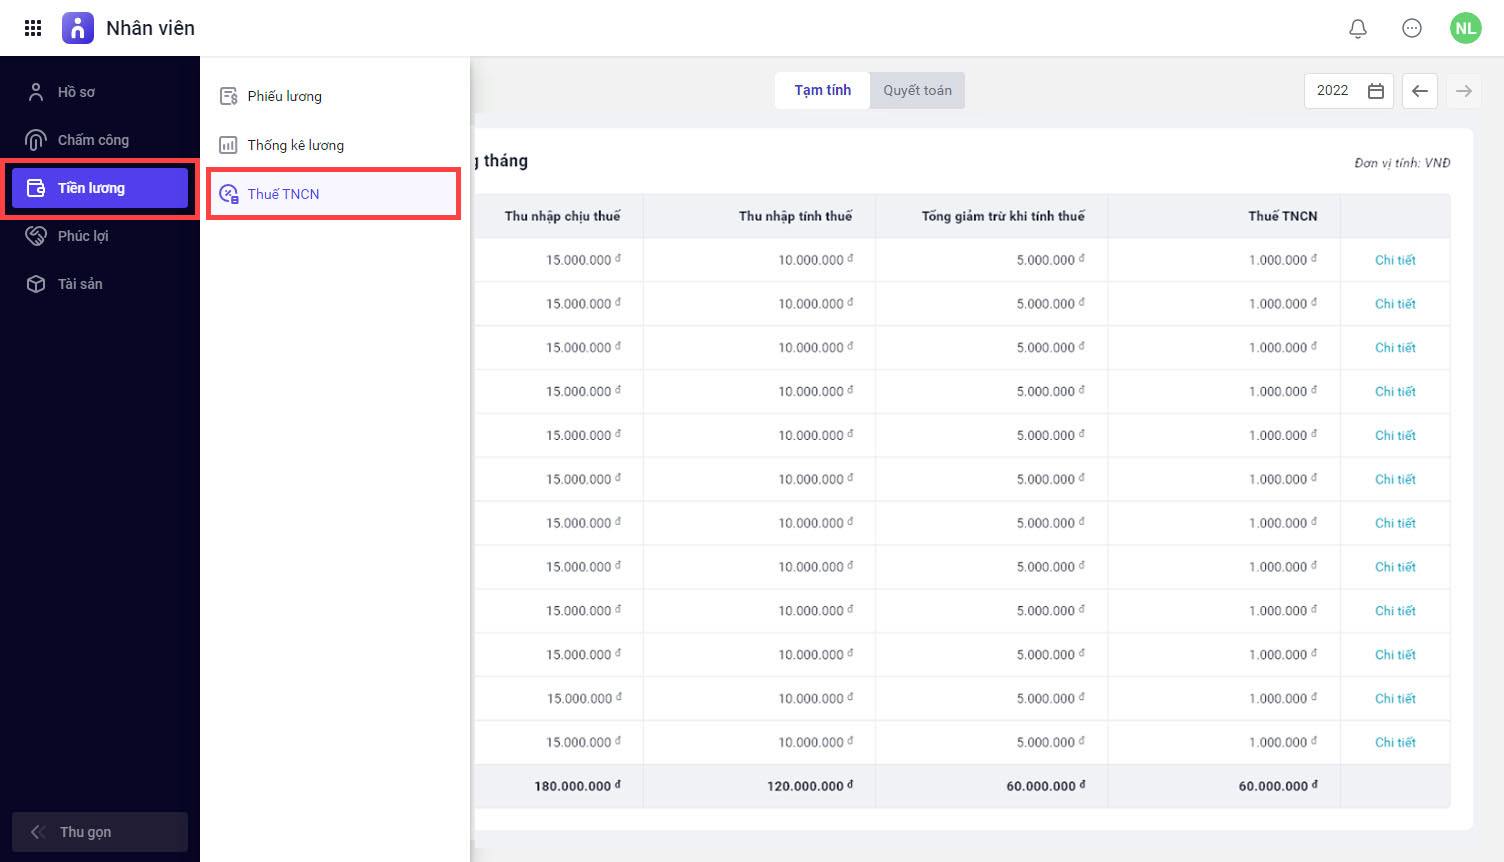 Nhân viên
NL
Hồ sơ
Chấm công
Tiền lương
Phúc lợi
Tài sản
Thu gọn
Phiếu lương
Thống kê lương
Thuế TNCN
Tạm tính
Quyết toán
2022
tháng
Đơn vị tính: VNĐ
Thu nhập chịu thuế Thu nhập tính thuế Tổng giảm trừ khi tính thuế Thuế TNCN
15.000.000 đ 10.000.000 đ 5.000.000 đ 1.000.000 đ Chi tiết
15.000.000 đ 10.000.000 đ 5.000.000 đ 1.000.000 đ Chi tiết
15.000.000 đ 10.000.000 đ 5.000.000 đ 1.000.000 đ Chi tiết
15.000.000 đ 10.000.000 đ 5.000.000 đ 1.000.000 đ Chi tiết
15.000.000 đ 10.000.000 đ 5.000.000 đ 1.000.000 đ Chi tiết
15.000.000 đ 10.000.000 đ 5.000.000 đ 1.000.000 đ Chi tiết
15.000.000 đ 10.000.000 đ 5.000.000 đ 1.000.000 đ Chi tiết
15.000.000 đ 10.000.000 đ 5.000.000 đ 1.000.000 đ Chi tiết
15.000.000 đ 10.000.000 đ 5.000.000 đ 1.000.000 đ Chi tiết
15.000.000 đ 10.000.000 đ 5.000.000 đ 1.000.000 đ Chi tiết
15.000.000 đ 10.000.000 đ 5.000.000 đ 1.000.000 đ Chi tiết
15.000.000 đ 10.000.000 đ 5.000.000 đ 1.000.000 đ Chi tiết
180.000.000 đ 120.000.000 đ 60.000.000 đ 60.000.000 đ